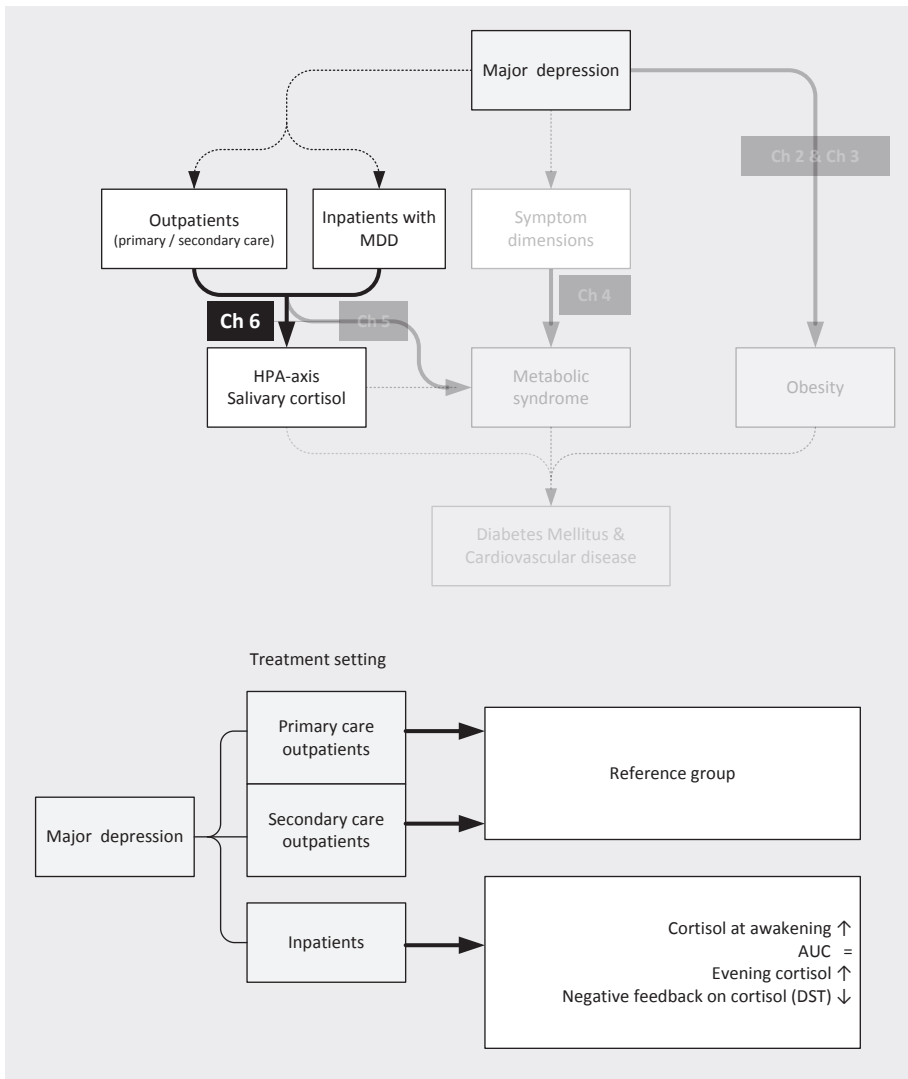 Major depression
Ch 2 & Ch 3
Outpatients
(primary / secondary care)
Inpatients with
MDD
Symptom
dimensions
Ch 6
Ch 5
Ch 4
HPA-axis
Salivary cortisol
Metabolic
syndrome
Obesity
Diabetes Mellitus &
Cardiovascular disease
Treatment setting
Primary care
outpatients
Reference group
Major depression
Secondary care
outpatients
Inpatients
Cortisol at awakening ↑
AUC =
Evening cortisol ↑
Negative feedback on cortisol (DST) ↓